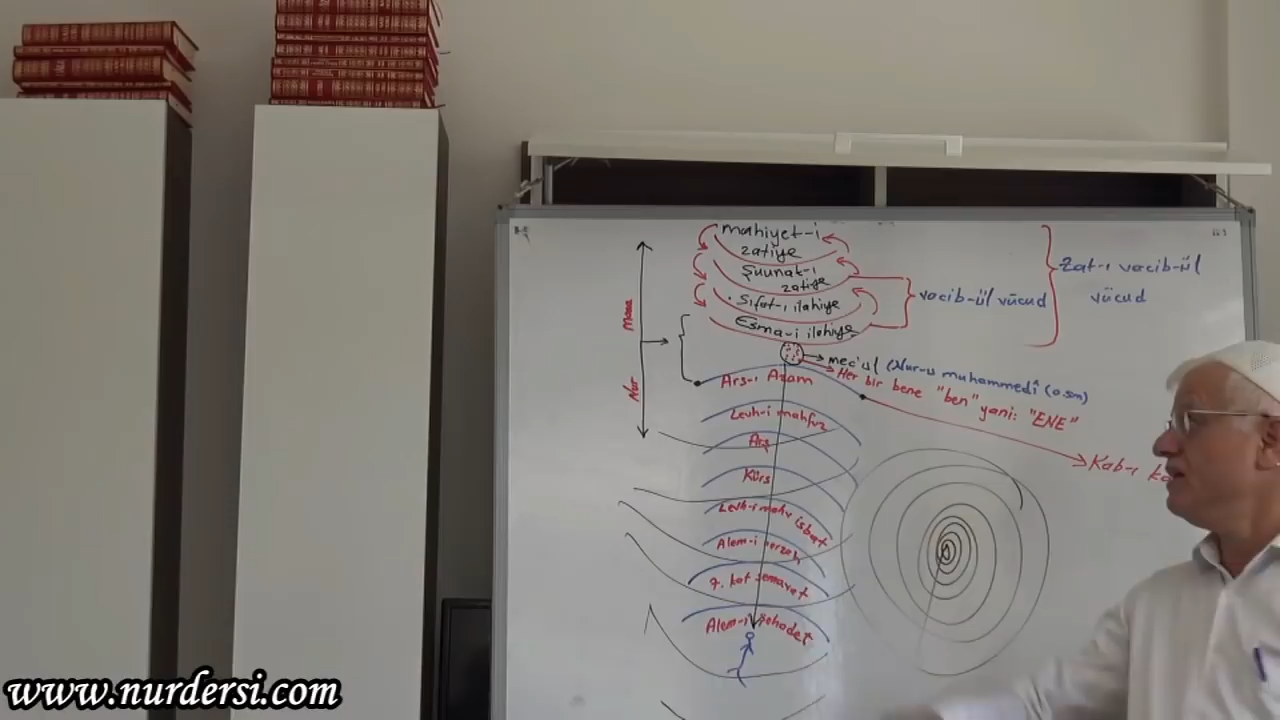 mahiyet-i
zatiye
Şuunat-ı
zatiye
Sıfat-ı ilahiye
Esma-i ilahiye
vacib-ül vücud
Zat-ı vacib-ül
vücud
Mana
Nur
mec'ul (Nur-u muhammedî (a.sm)
Her bir bene "ben" yani: "ENE"
Arş-ı Azam
Levh-i mahfuz
Arş
Kürs
Levh-i mahv isbat
Alem-i berzah
7. kat semavat
Alem-i şehadet
Kab-ı
www.nurdersi.com